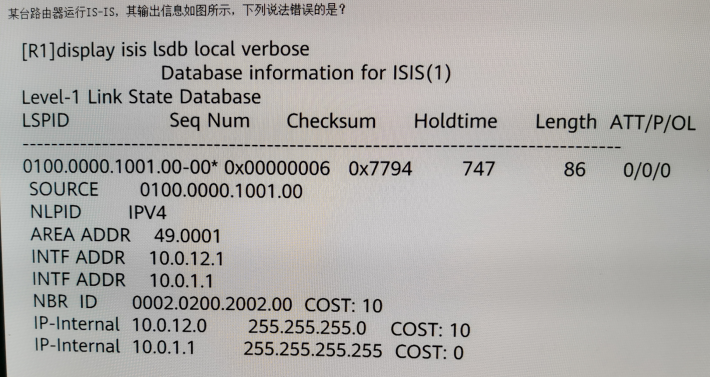 某台路由器运行IS-IS，其输出信息如图所示，下列说法错误的是？
[R1]display isis lsdb local verbose
Database information for ISIS(1)
Level-1 Link State Database
LSPID Seq Num Checksum Holdtime Length ATT/P/OL
--------------------------------------------------------------------------------
0100.0000.1001.00-00* 0x00000006 0x7794 747 86 0/0/0
SOURCE 0100.0000.1001.00
NLPID IPV4
AREA ADDR 49.0001
INTF ADDR 10.0.12.1
INTF ADDR 10.0.1.1
NBR ID 0002.0200.2002.00 COST: 10
IP-Internal 10.0.12.0 255.255.255.0 COST: 10
IP-Internal 10.0.1.1 255.255.255.255 COST: 0